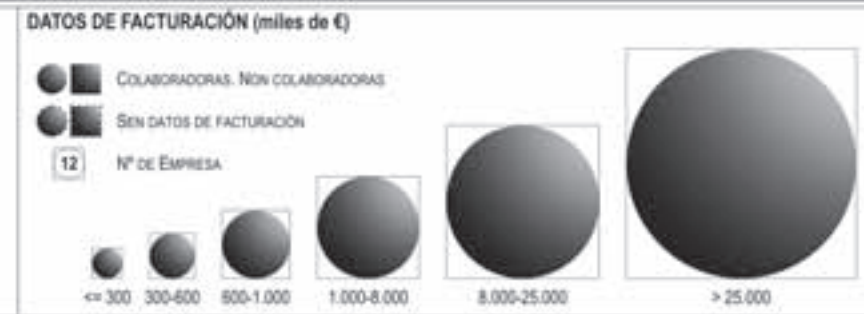 DATOS DE FACTURACIÓN (miles de €)
COLABORADORAS. NON COLABORADORAS
SEN DATOS DE FACTURACIÓN
12 Nº DE EMPRESA
<= 300 300-600 600-1.000 1.000-8.000 8.000-25.000 > 25.000